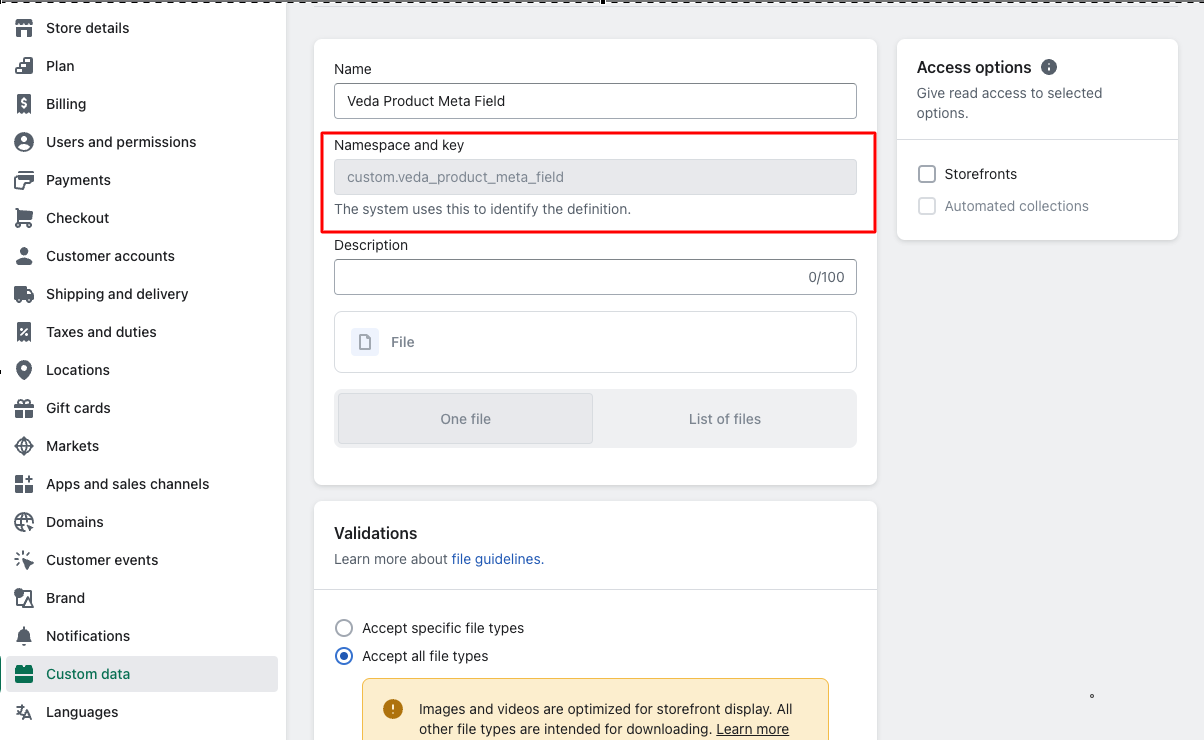 Store details
Plan
Billing
Users and permissions
Payments
Checkout
Customer accounts
Shipping and delivery
Taxes and duties
Locations
Gift cards
Markets
Apps and sales channels
Domains
Customer events
Brand
Notifications
Custom data
Languages
Name
Veda Product Meta Field
Namespace and key
custom.veda_product_meta_field
The system uses this to identify the definition.
Description
0/100
File
One file
List of files
Validations
Learn more about file guidelines.
Accept specific file types
Accept all file types
Images and videos are optimized for storefront display. All
other file types are intended for downloading. Learn more
Access options
Give read access to selected
options.
Storefronts
Automated collections